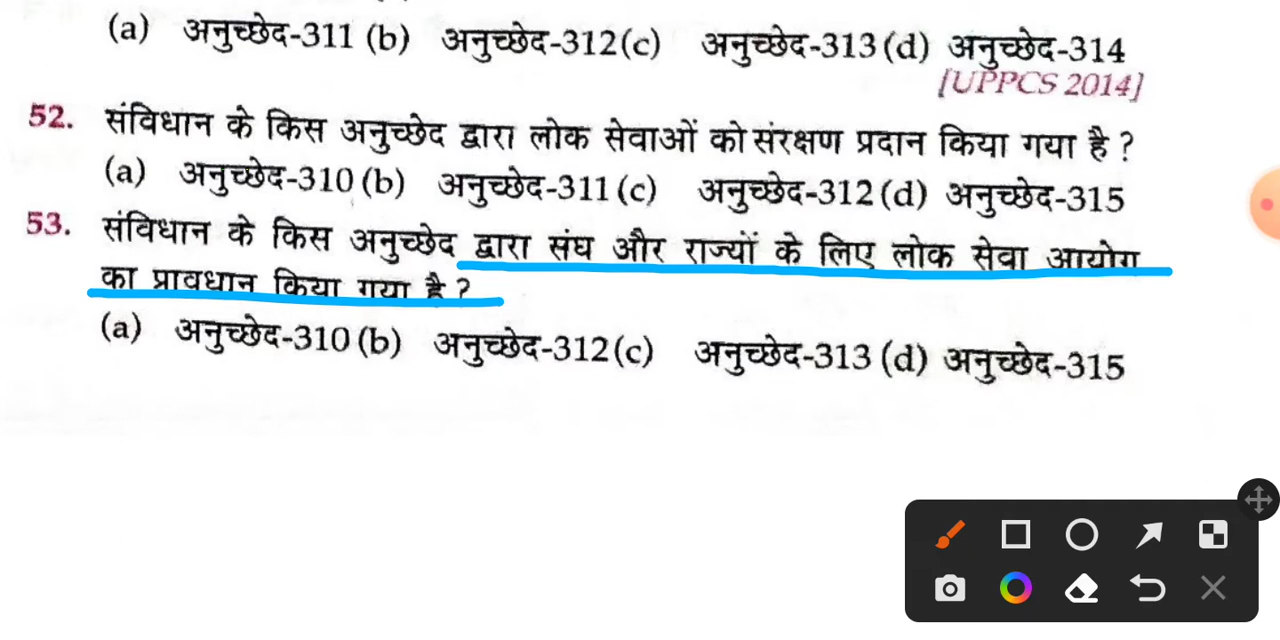 (a) अनुच्छेद-311 (b) अनुच्छेद-312 (c) अनुच्छेद-313 (d) अनुच्छेद-314
[UPPCS 2014]
52. संविधान के किस अनुच्छेद द्वारा लोक सेवाओं को संरक्षण प्रदान किया गया है ?
(a) अनुच्छेद-310 (b) अनुच्छेद-311 (c) अनुच्छेद-312 (d) अनुच्छेद-315
53. संविधान के किस अनुच्छेद द्वारा संघ और राज्यों के लिए लोक सेवा आयोग
का प्रावधान किया गया है ?
(a) अनुच्छेद-310 (b) अनुच्छेद-312 (c) अनुच्छेद-313 (d) अनुच्छेद-315